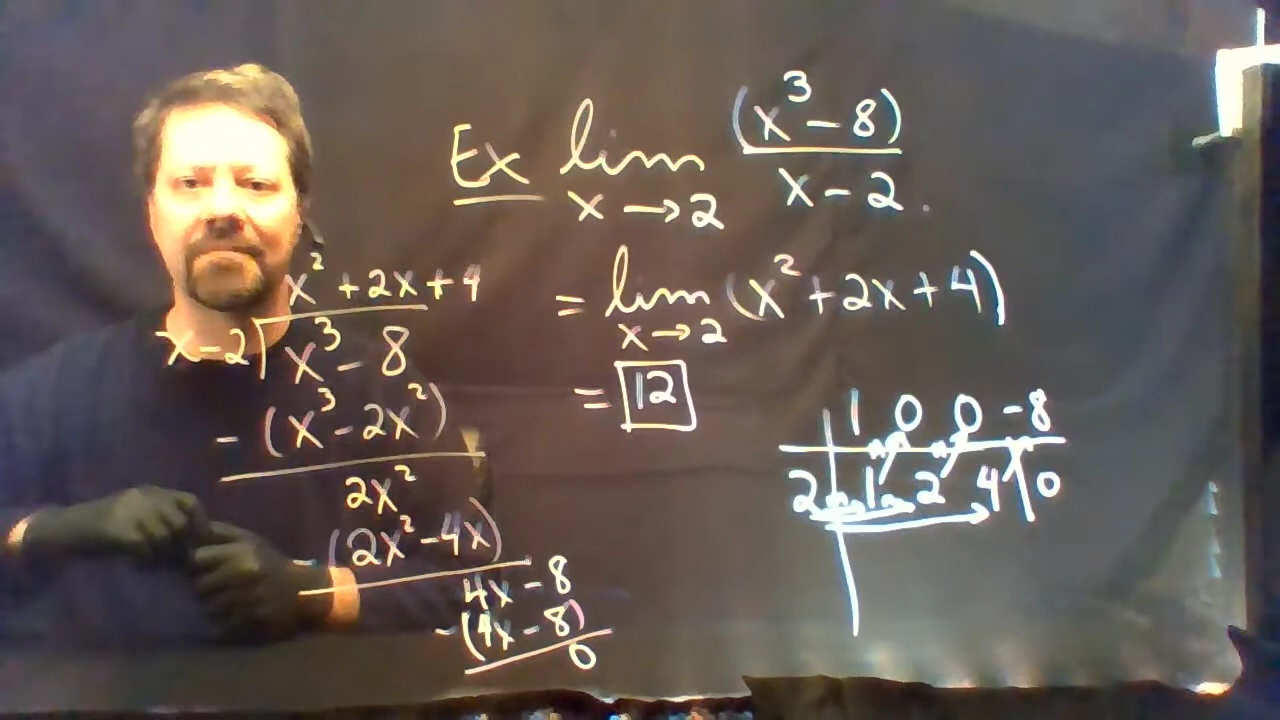 Ex lim x→2 (x³ − 8) / x − 2
= lim x→2 (x² + 2x + 4)
= 12
x² + 2x + 4
x − 2 x³ − 8
− (x³ − 2x²)
2x²
− (2x² − 4x)
4x − 8
− (4x − 8)
0
1 0 0 −8
2 1 2 4 0